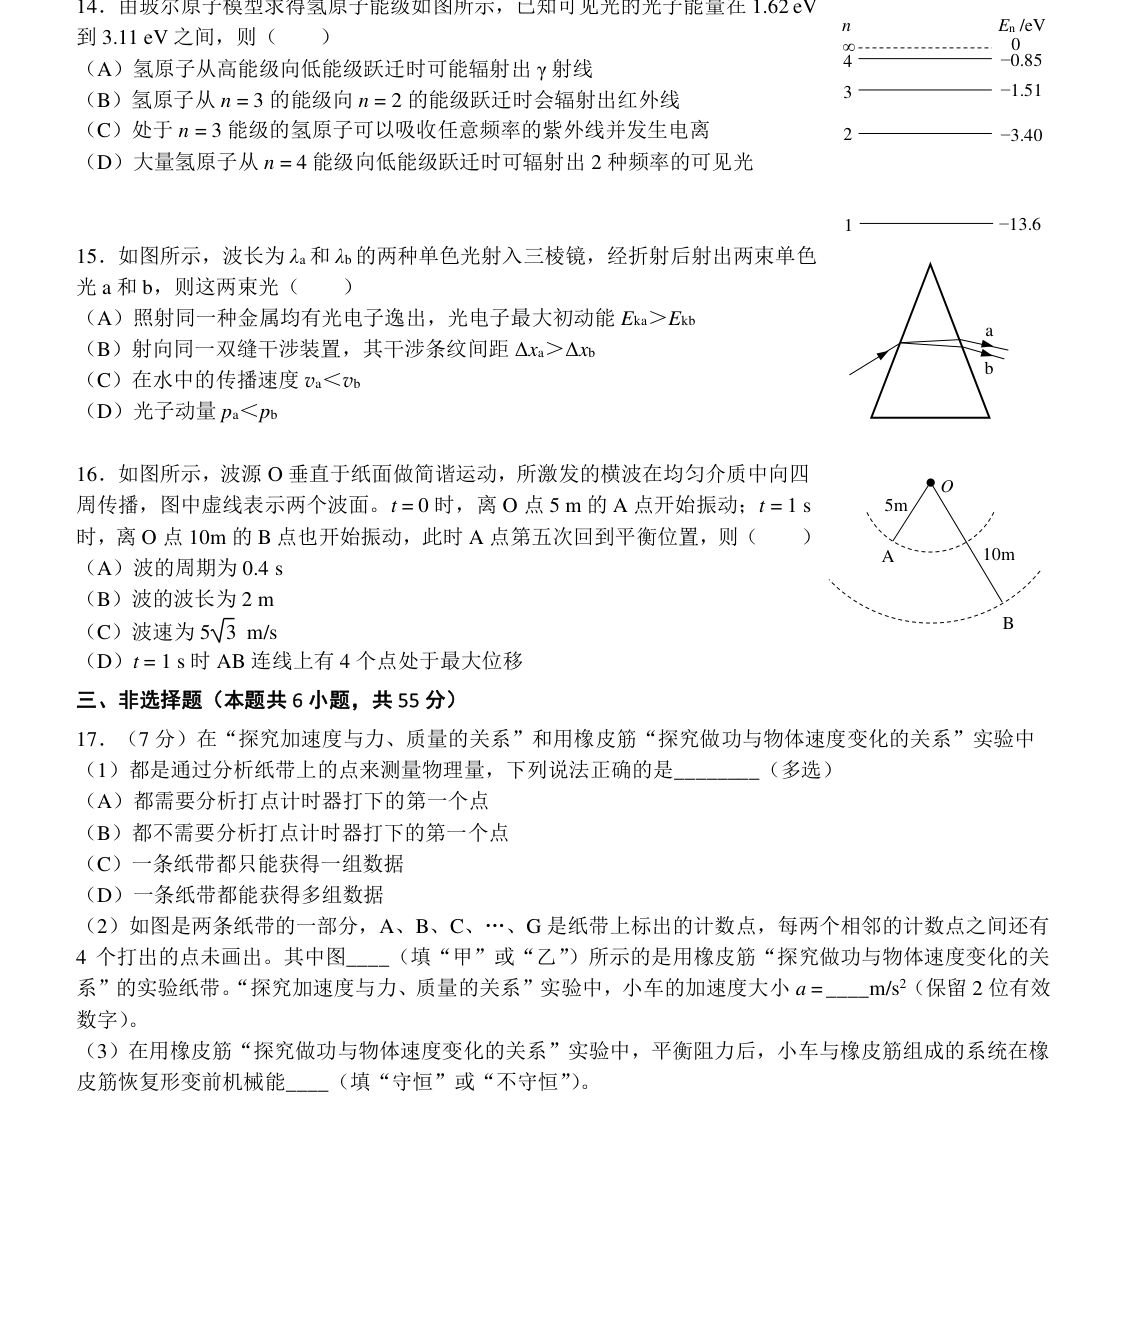 14．由玻尔原子模型求得氢原子能级如图所示，已知可见光的光子能量在 1.62 eV
到 3.11 eV 之间，则（　　）
（A）氢原子从高能级向低能级跃迁时可能辐射出 γ 射线
（B）氢原子从 n = 3 的能级向 n = 2 的能级跃迁时会辐射出红外线
（C）处于 n = 3 能级的氢原子可以吸收任意频率的紫外线并发生电离
（D）大量氢原子从 n = 4 能级向低能级跃迁时可辐射出 2 种频率的可见光
n Eₙ /eV
∞ 0
4 −0.85
3 −1.51
2 −3.40
1 −13.6
15．如图所示，波长为 λa 和 λb 的两种单色光射入三棱镜，经折射后射出两束单色
光 a 和 b，则这两束光（　　）
（A）照射同一种金属均有光电子逸出，光电子最大初动能 Eka＞Ekb
（B）射向同一双缝干涉装置，其干涉条纹间距 Δxa＞Δxb
（C）在水中的传播速度 va＜vb
（D）光子动量 pa＜pb
a
b
16．如图所示，波源 O 垂直于纸面做简谐运动，所激发的横波在均匀介质中向四
周传播，图中虚线表示两个波面。t = 0 时，离 O 点 5 m 的 A 点开始振动；t = 1 s
时，离 O 点 10m 的 B 点也开始振动，此时 A 点第五次回到平衡位置，则（　　）
（A）波的周期为 0.4 s
（B）波的波长为 2 m
（C）波速为 5√3 m/s
（D）t = 1 s 时 AB 连线上有 4 个点处于最大位移
O
5m
A
10m
B
三、非选择题（本题共 6 小题，共 55 分）
17．（7 分）在“探究加速度与力、质量的关系”和用橡皮筋“探究做功与物体速度变化的关系”实验中
（1）都是通过分析纸带上的点来测量物理量，下列说法正确的是________（多选）
（A）都需要分析打点计时器打下的第一个点
（B）都不需要分析打点计时器打下的第一个点
（C）一条纸带都只能获得一组数据
（D）一条纸带都能获得多组数据
（2）如图是两条纸带的一部分，A、B、C、…、G 是纸带上标出的计数点，每两个相邻的计数点之间还有
4 个打出的点未画出。其中图____（填“甲”或“乙”）所示的是用橡皮筋“探究做功与物体速度变化的关
系”的实验纸带。“探究加速度与力、质量的关系”实验中，小车的加速度大小 a = ____m/s²（保留 2 位有效
数字）。
（3）在用橡皮筋“探究做功与物体速度变化的关系”实验中，平衡阻力后，小车与橡皮筋组成的系统在橡
皮筋恢复形变前机械能____（填“守恒”或“不守恒”）。